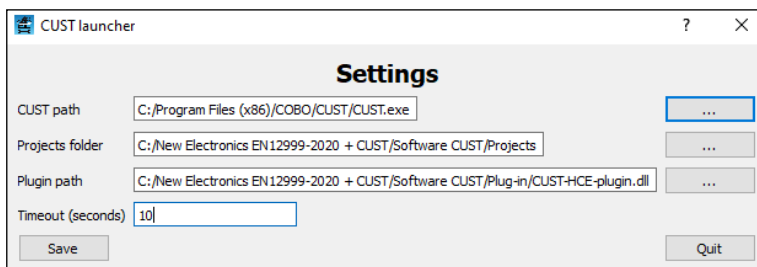 CUST launcher ? X
Settings
CUST path C:/Program Files (x86)/COBO/CUST/CUST.exe ...
Projects folder C:/New Electronics EN12999-2020 + CUST/Software CUST/Projects ...
Plugin path C:/New Electronics EN12999-2020 + CUST/Software CUST/Plug-in/CUST-HCE-plugin.dll ...
Timeout (seconds) 10
Save Quit